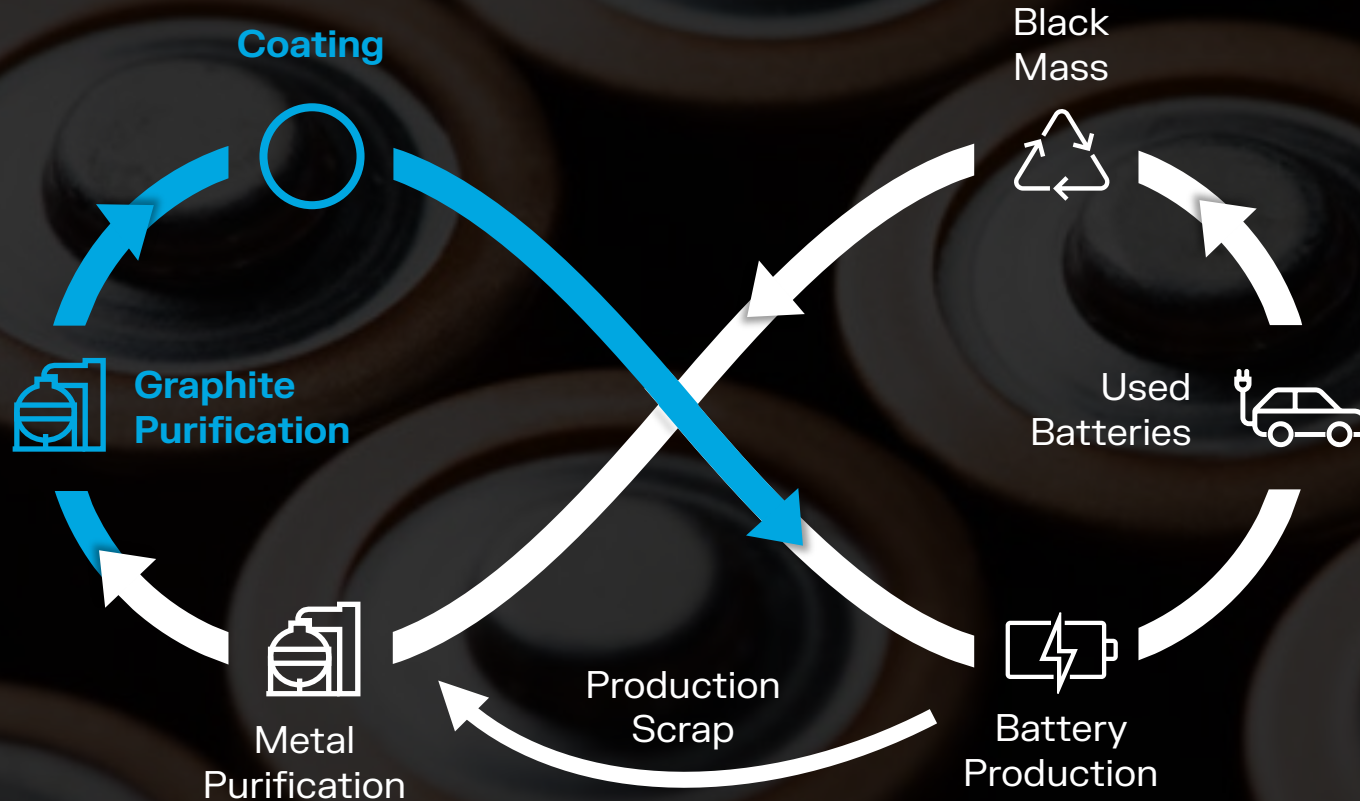 Coating
Black
Mass
Graphite
Purification
Used
Batteries
Production
Scrap
Metal
Purification
Battery
Production